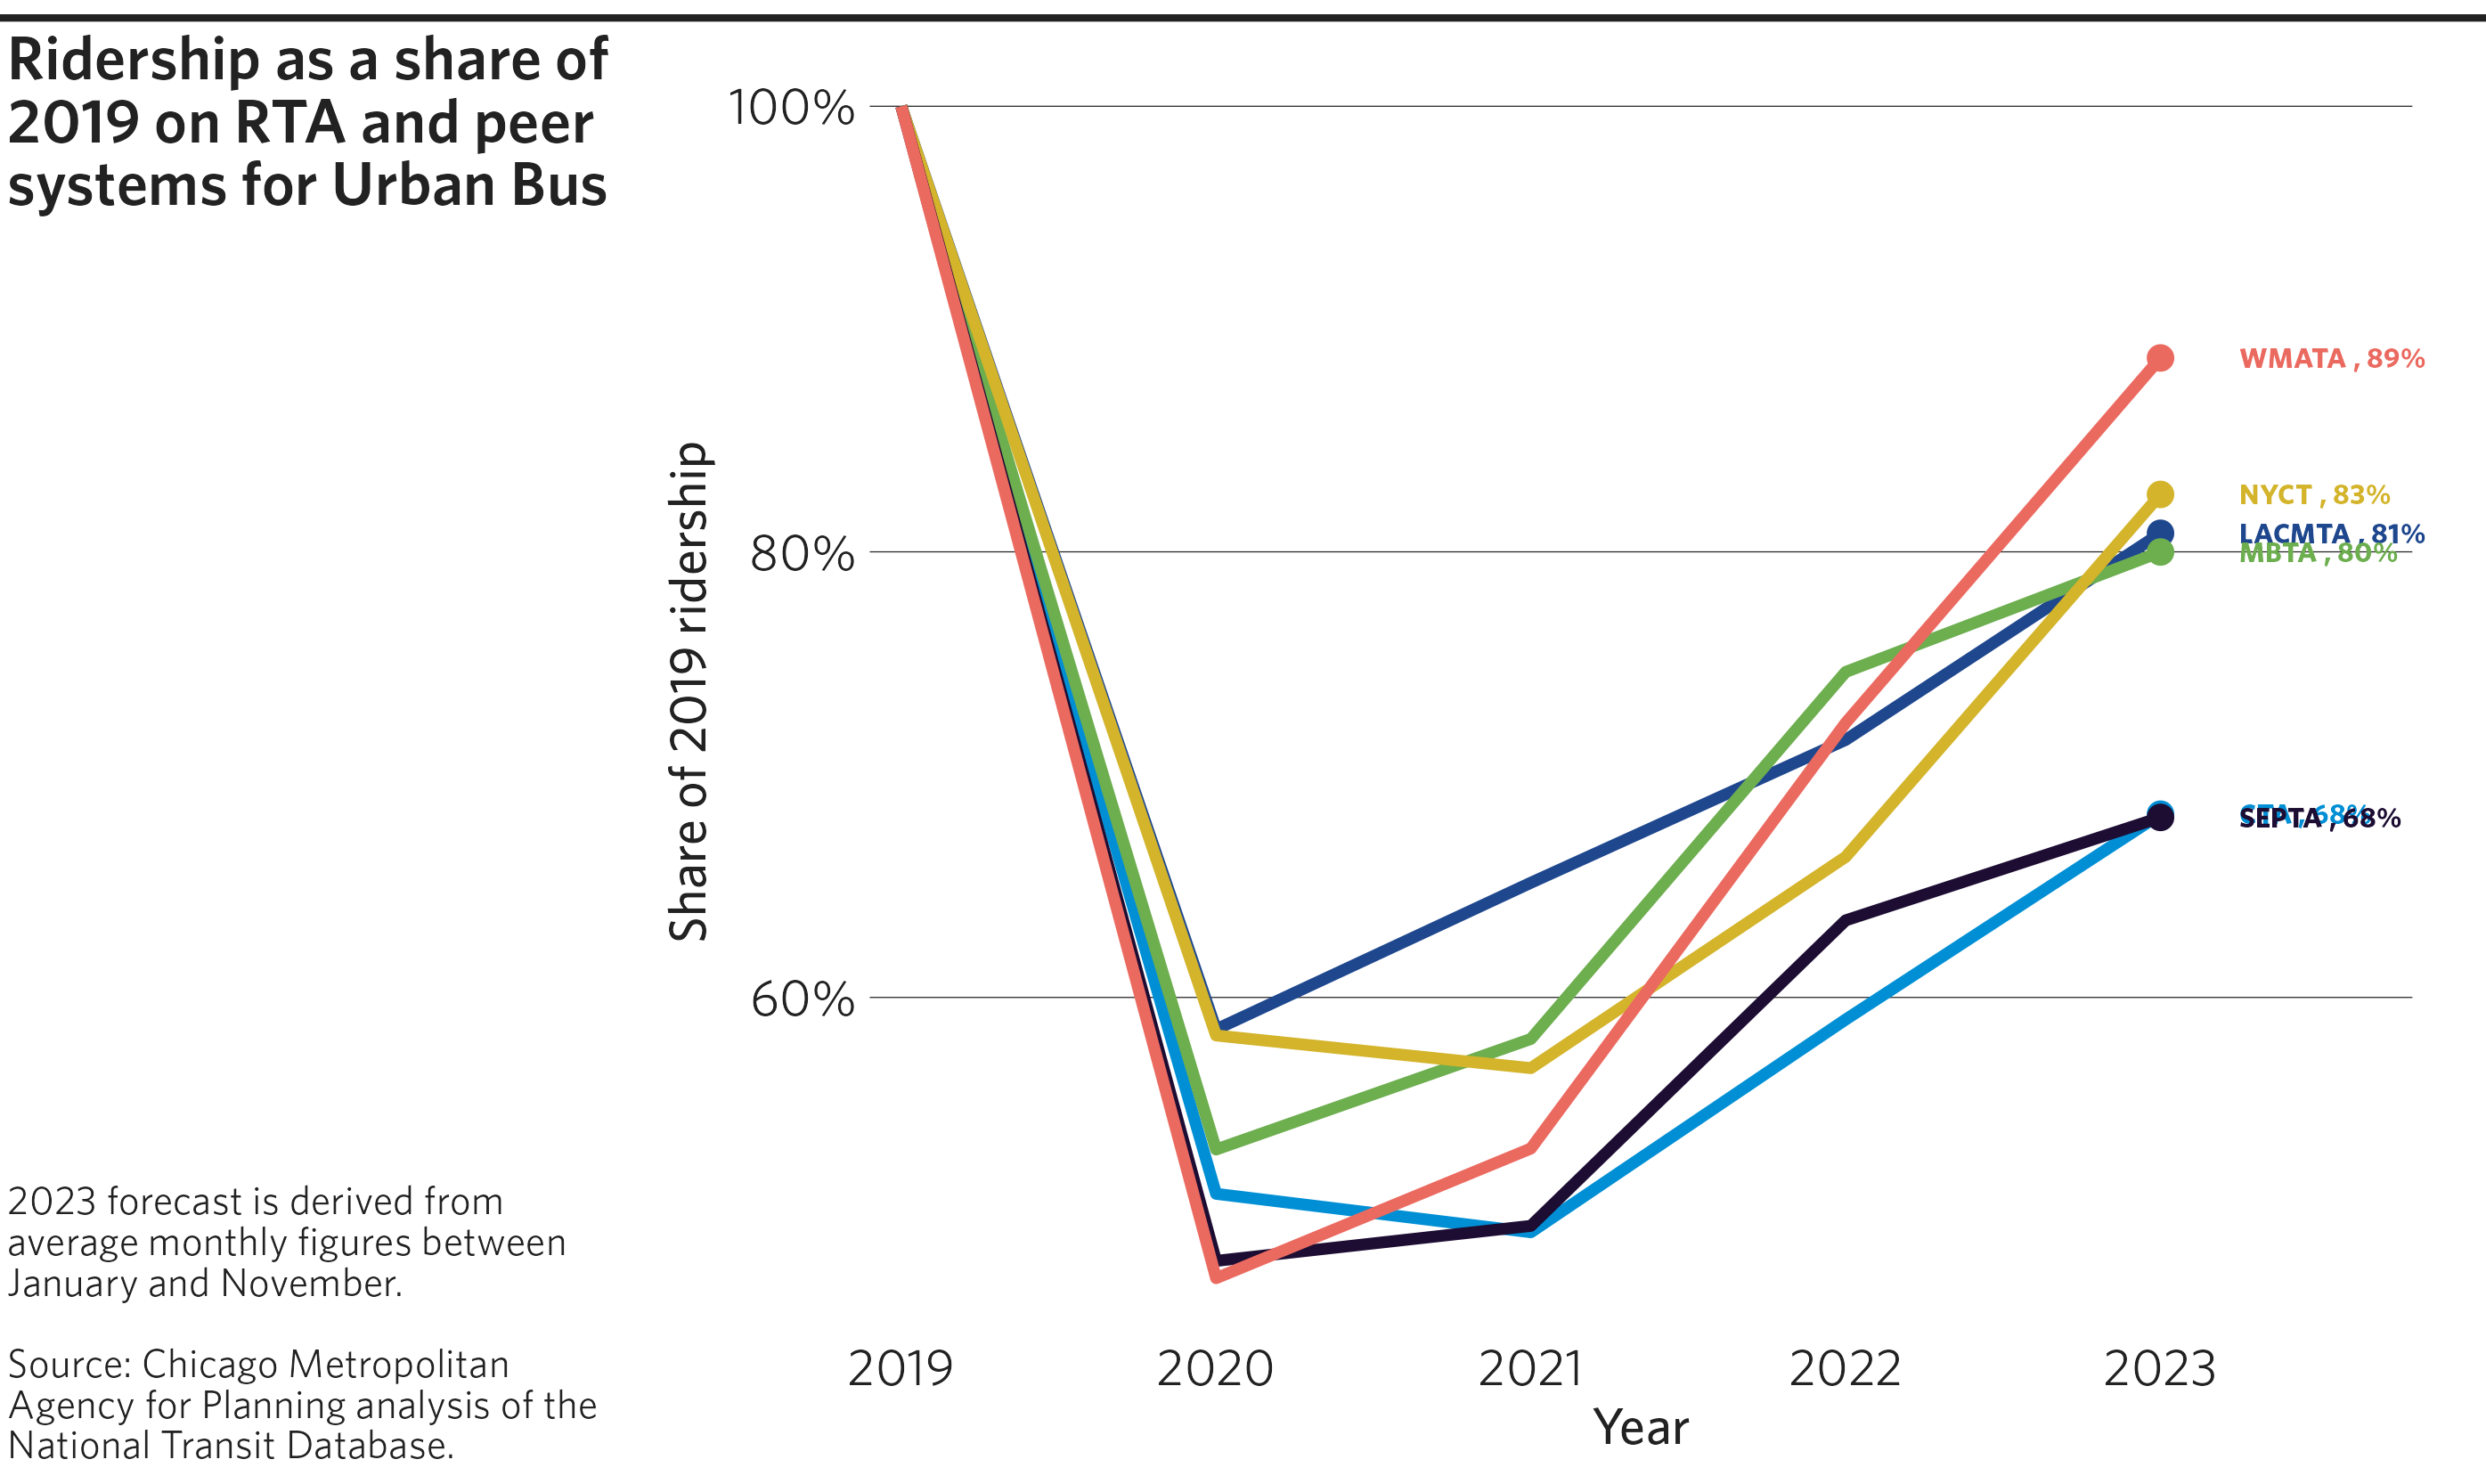 Ridership as a share of
2019 on RTA and peer
systems for Urban Bus
100%
80%
60%
Share of 2019 ridership
WMATA , 89%
NYCT , 83%
LACMTA , 81%
MBTA , 80%
CTA , 68%
SEPTA , 68%
2019
2020
2021
2022
2023
Year
2023 forecast is derived from
average monthly figures between
January and November.
Source: Chicago Metropolitan
Agency for Planning analysis of the
National Transit Database.